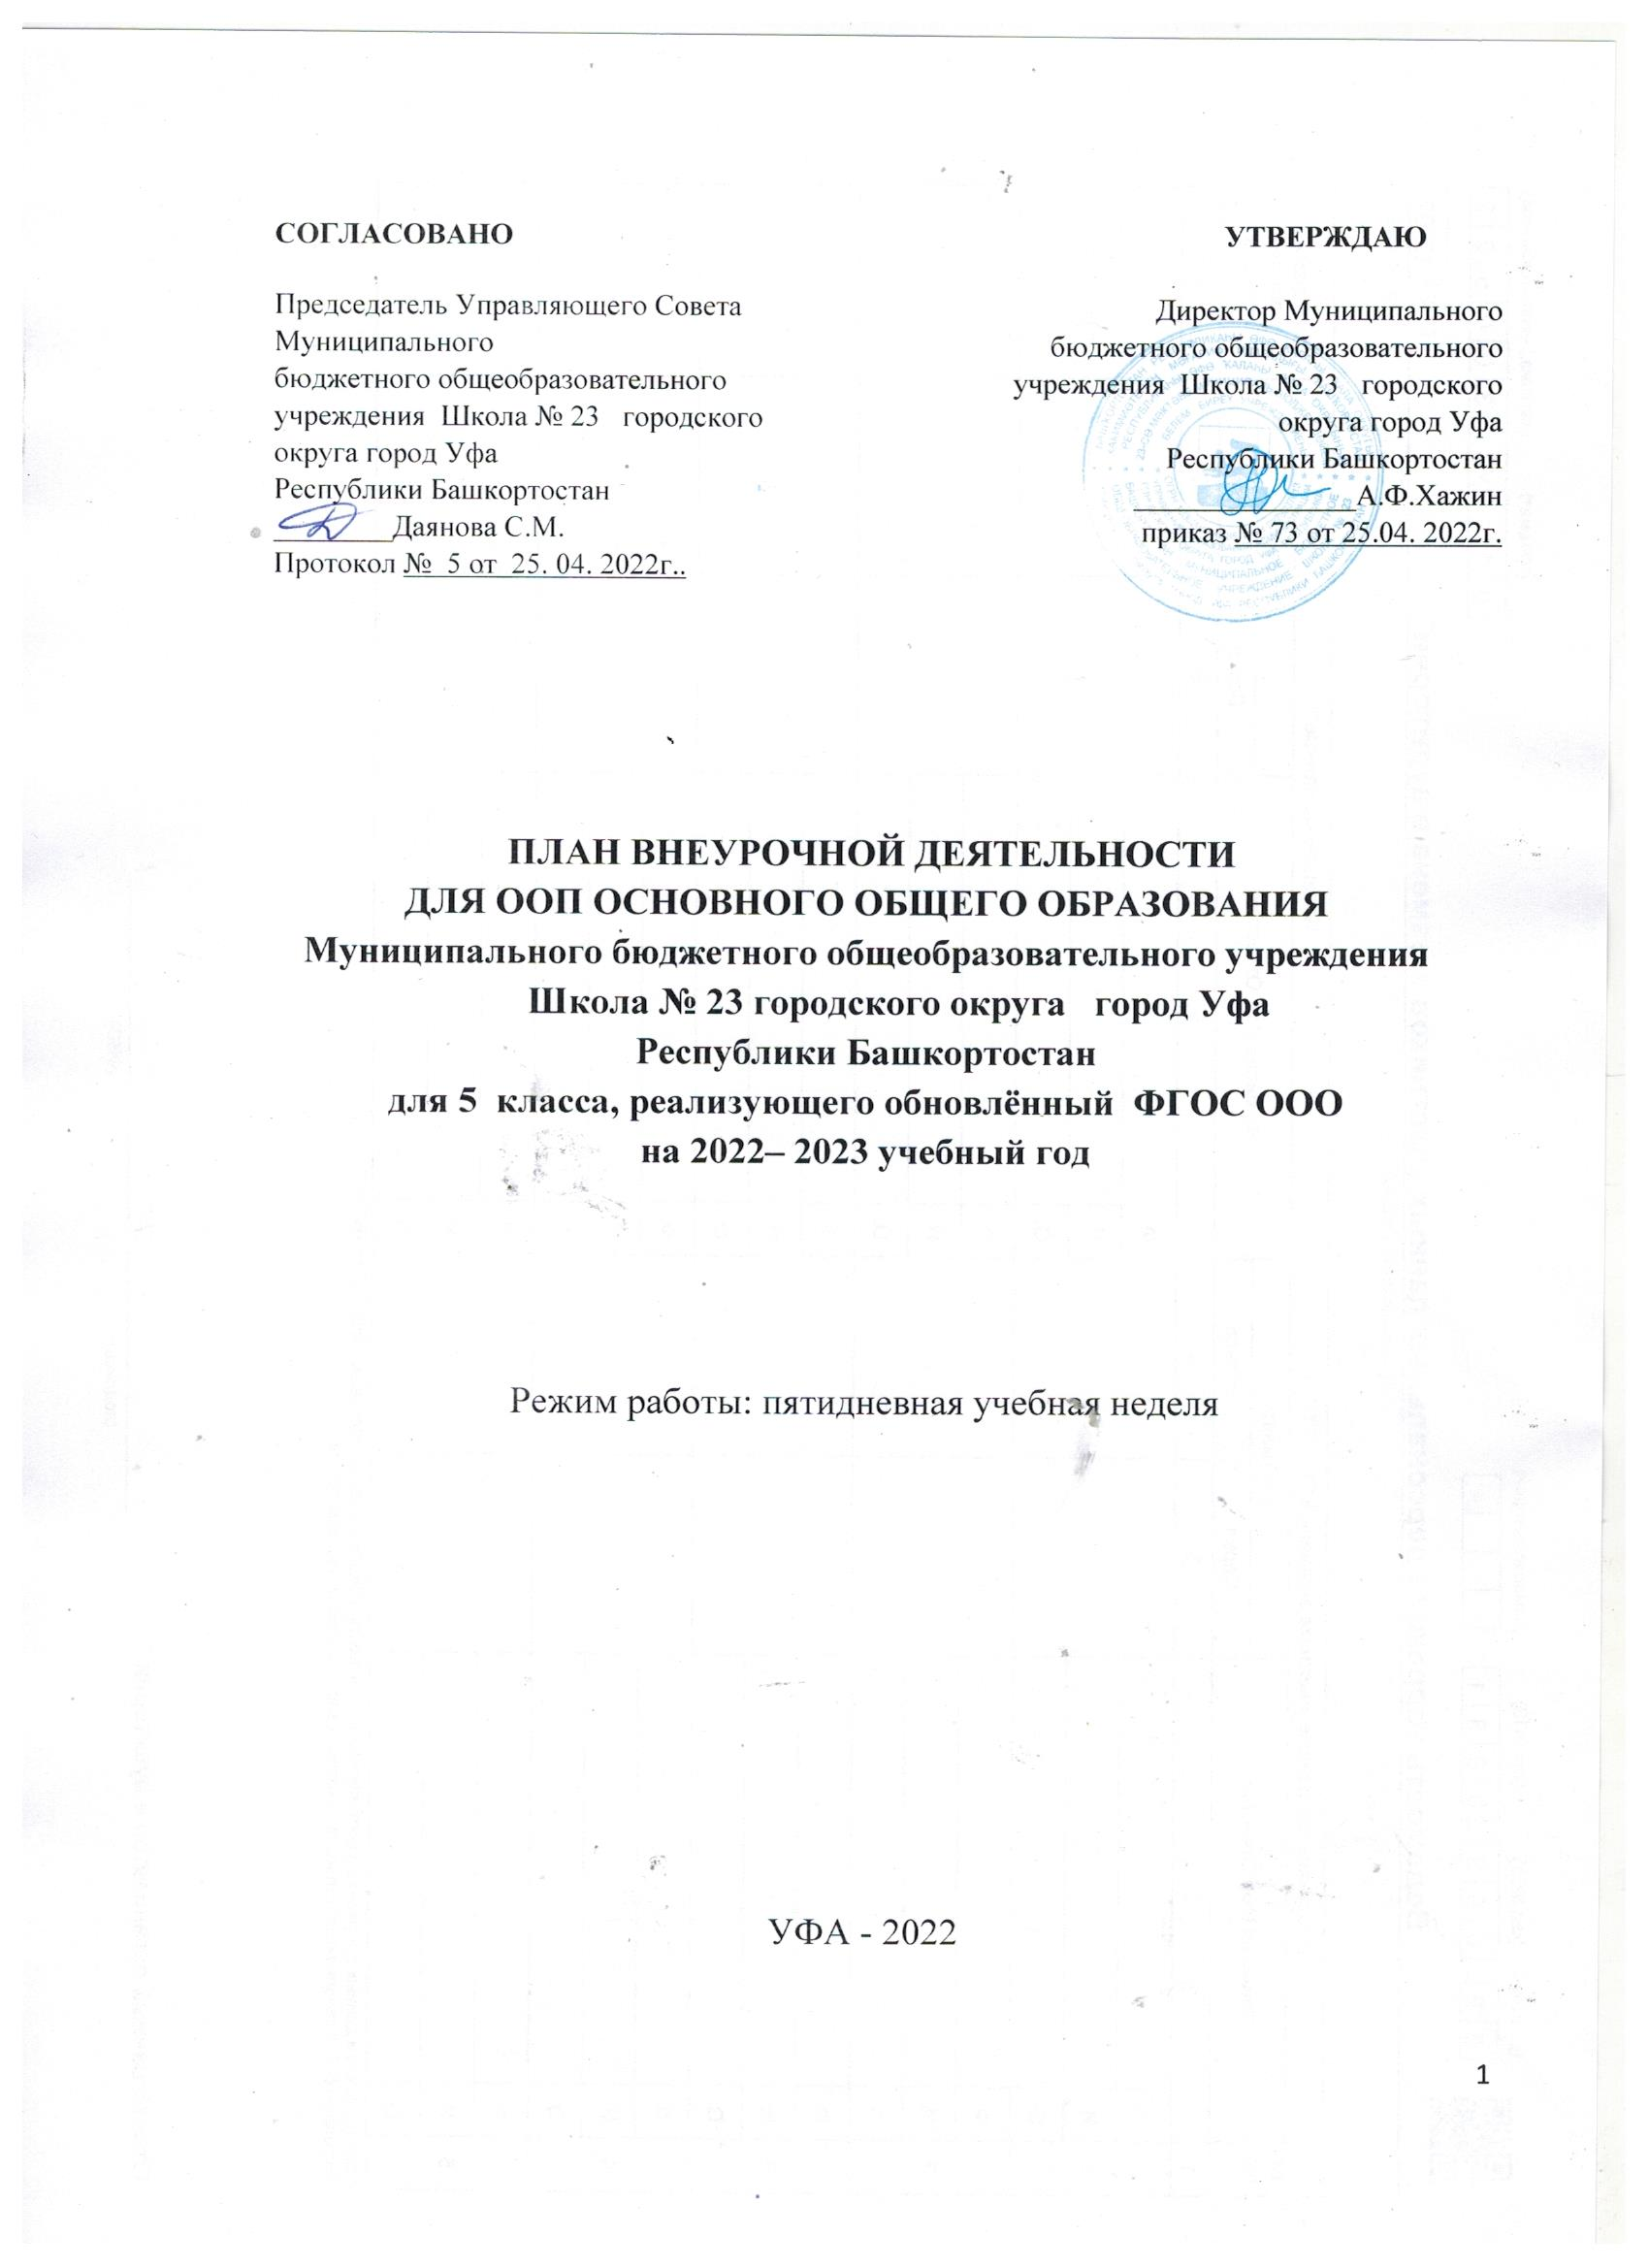 СОГЛАСОВАНО
Председатель Управляющего Совета
Муниципального
бюджетного общеобразовательного
учреждения Школа № 23 городского
округа город Уфа
Республики Башкортостан
________Даянова С.М.
Протокол № 5 от 25. 04. 2022г..
УТВЕРЖДАЮ
Директор Муниципального
бюджетного общеобразовательного
учреждения Школа № 23 городского
округа город Уфа
Республики Башкортостан
_______________А.Ф.Хажин
приказ № 73 от 25.04. 2022г.
ПЛАН ВНЕУРОЧНОЙ ДЕЯТЕЛЬНОСТИ
ДЛЯ ООП ОСНОВНОГО ОБЩЕГО ОБРАЗОВАНИЯ
Муниципального бюджетного общеобразовательного учреждения
Школа № 23 городского округа город Уфа
Республики Башкортостан
для 5 класса, реализующего обновлённый ФГОС ООО
на 2022– 2023 учебный год
Режим работы: пятидневная учебная неделя
УФА - 2022
1